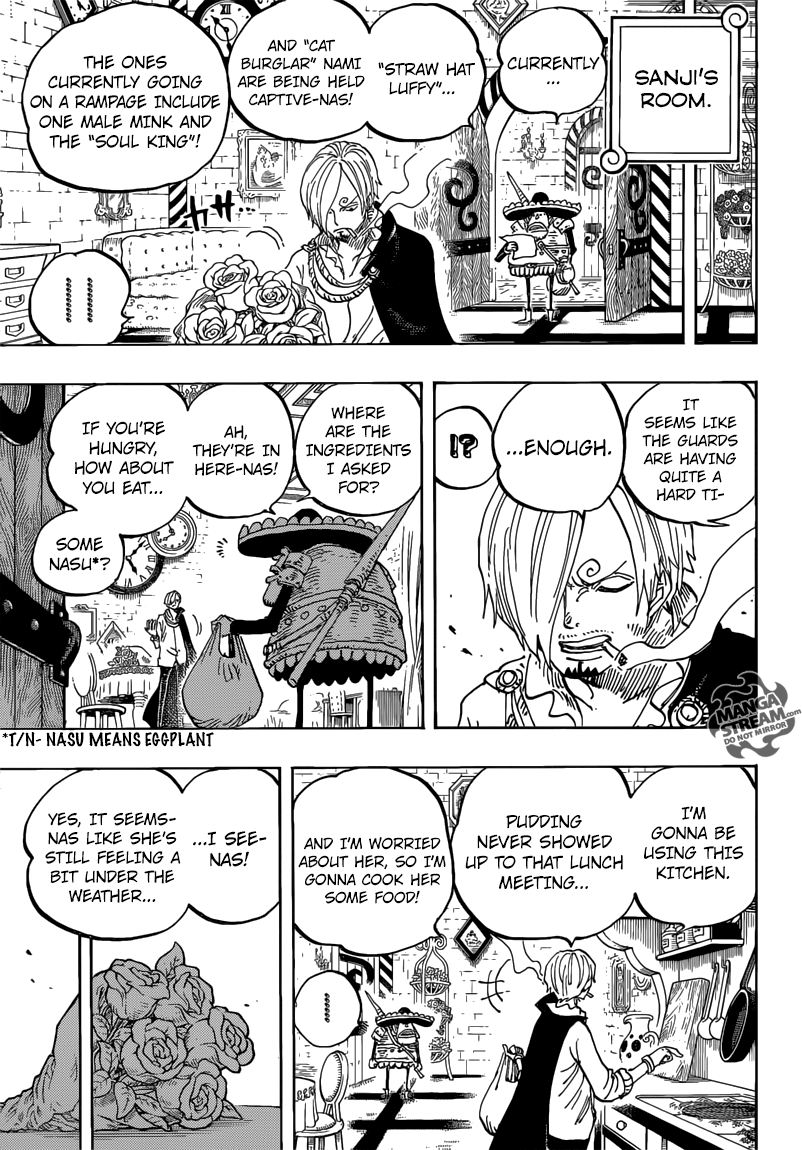 SANJI'S
ROOM.
CURRENTLY
...
"STRAW HAT
LUFFY"...
AND "CAT
BURGLAR" NAMI
ARE BEING HELD
CAPTIVE-NAS!
THE ONES
CURRENTLY GOING
ON A RAMPAGE INCLUDE
ONE MALE MINK AND
THE "SOUL KING"!
IT
SEEMS LIKE
THE GUARDS
ARE HAVING
QUITE A
HARD TI-
...ENOUGH.
!?
WHERE
ARE THE
INGREDIENTS
I ASKED
FOR?
AH,
THEY'RE IN
HERE-NAS!
IF YOU'RE
HUNGRY,
HOW ABOUT
YOU EAT...
SOME
NASU*?
MANGA
STREAM.com
DO NOT MIRROR
*T/N- NASU MEANS EGGPLANT
I'M
GONNA BE
USING THIS
KITCHEN.
PUDDING
NEVER SHOWED
UP TO THAT LUNCH
MEETING...
AND I'M WORRIED
ABOUT HER, SO I'M
GONNA COOK HER
SOME FOOD!
...I SEE-
NAS!
YES, IT SEEMS-
NAS LIKE SHE'S
STILL FEELING A
BIT UNDER THE
WEATHER...